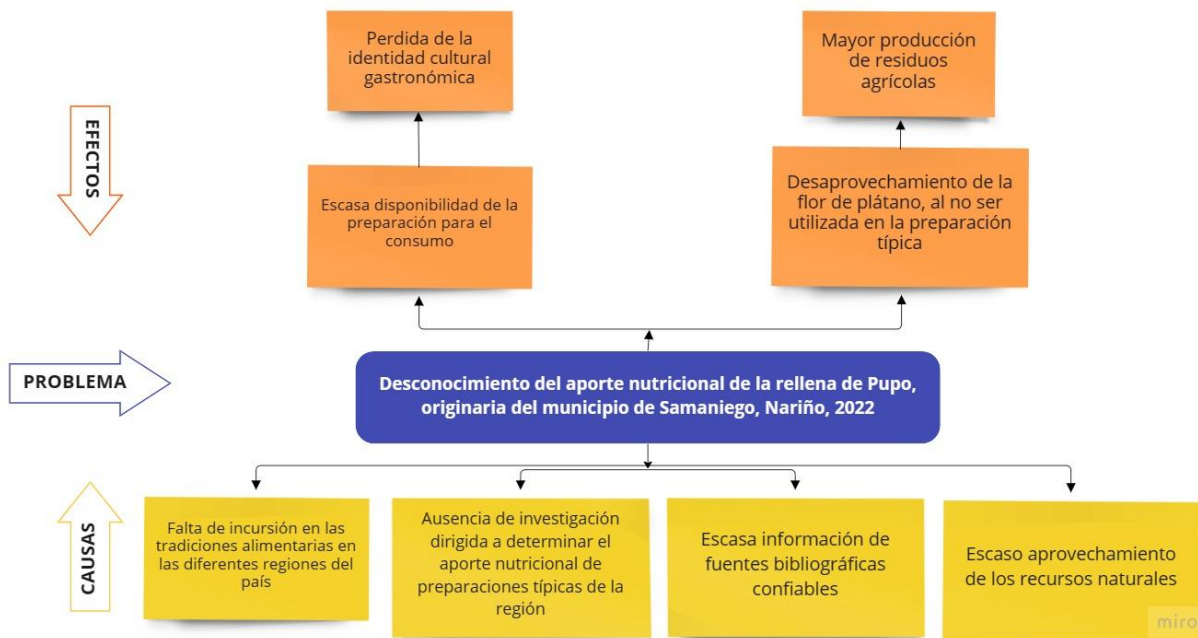 Perdida de la
identidad cultural
gastronómica
Mayor producción
de residuos
agrícolas
EFECTOS
Escasa disponibilidad de la
preparación para el
consumo
Desaprovechamiento de la
flor de plátano, al no ser
utilizada en la preparación
típica
PROBLEMA
Desconocimiento del aporte nutricional de la rellena de Pupo,
originaria del municipio de Samaniego, Nariño, 2022
CAUSAS
Falta de incursión en las
tradiciones alimentarias en
las diferentes regiones del
país
Ausencia de investigación
dirigida a determinar el
aporte nutricional de
preparaciones típicas de la
región
Escasa información de
fuentes bibliográficas
confiables
Escaso aprovechamiento
de los recursos naturales
miro